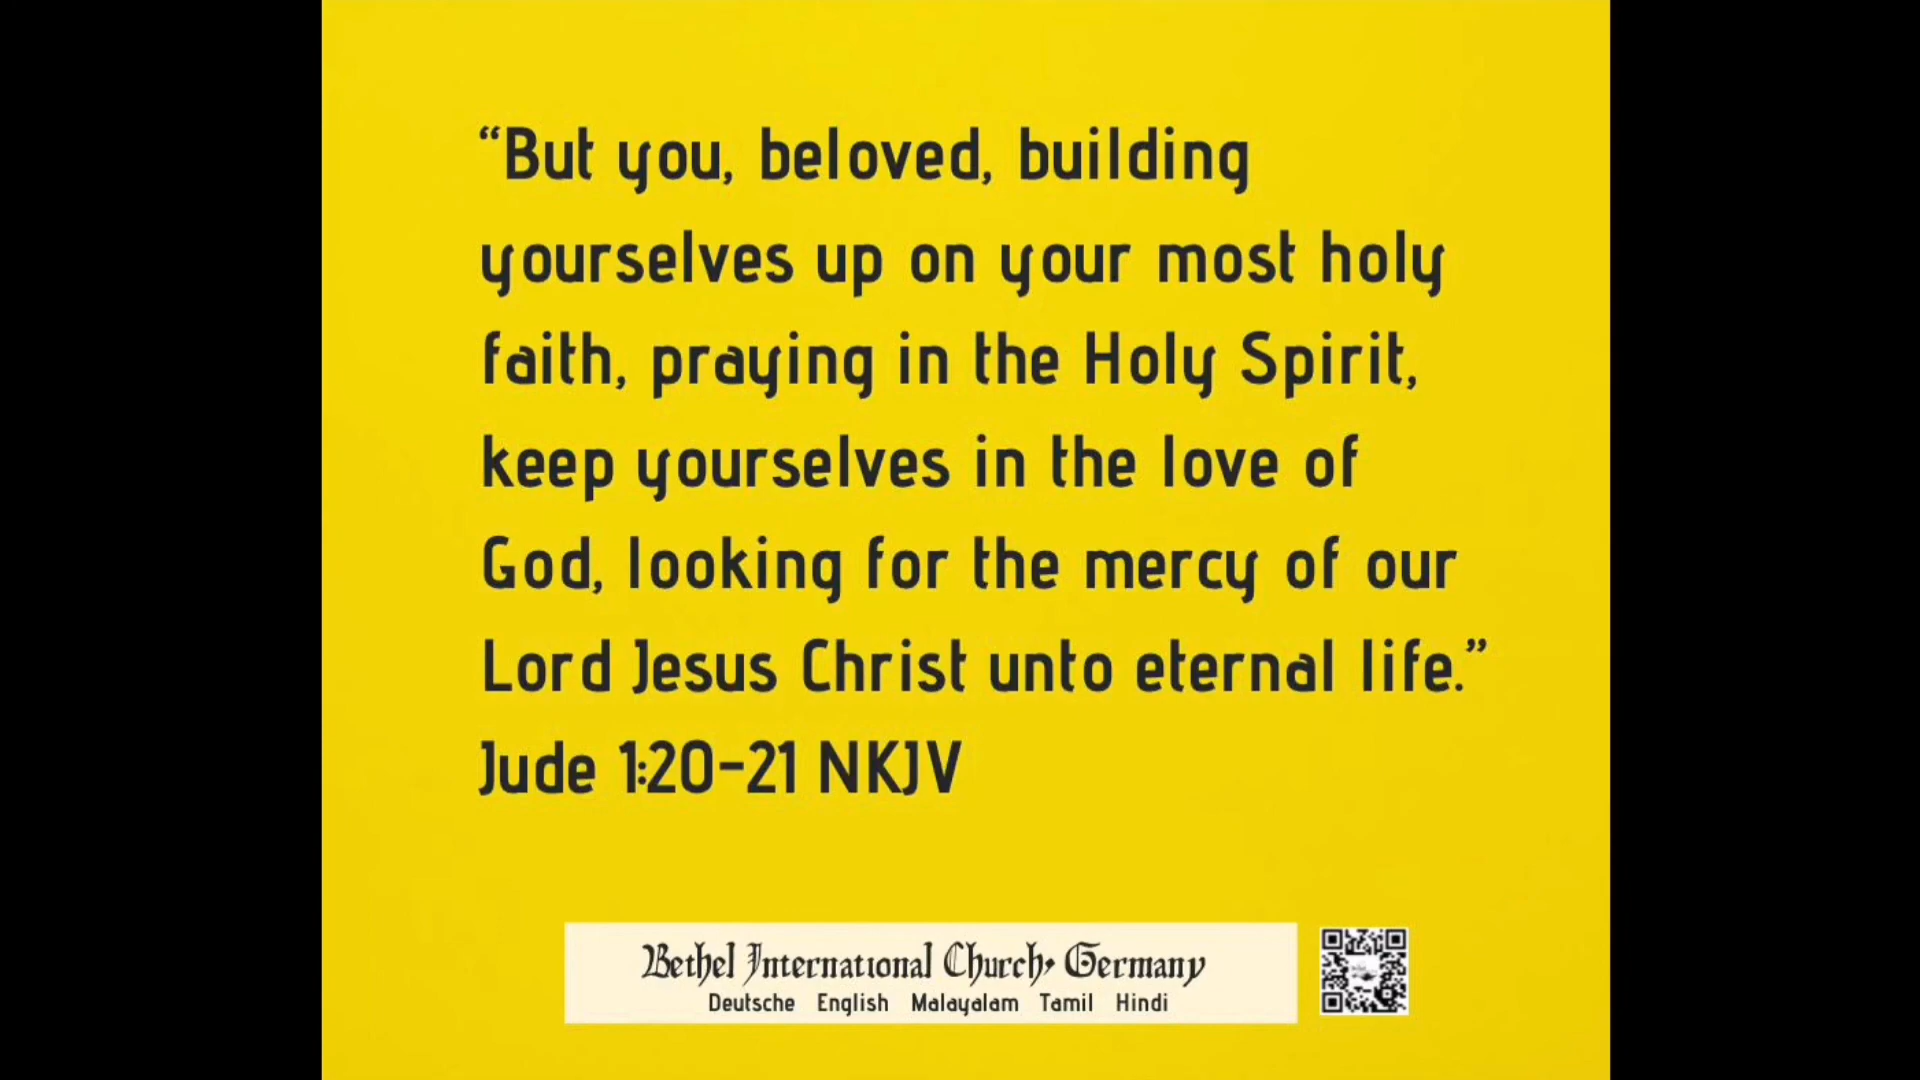 “But you, beloved, building
yourselves up on your most holy
faith, praying in the Holy Spirit,
keep yourselves in the love of
God, looking for the mercy of our
Lord Jesus Christ unto eternal life.”
Jude 1:20-21 NKJV
Bethel International Church, Germany
Deutsche English Malayalam Tamil Hindi